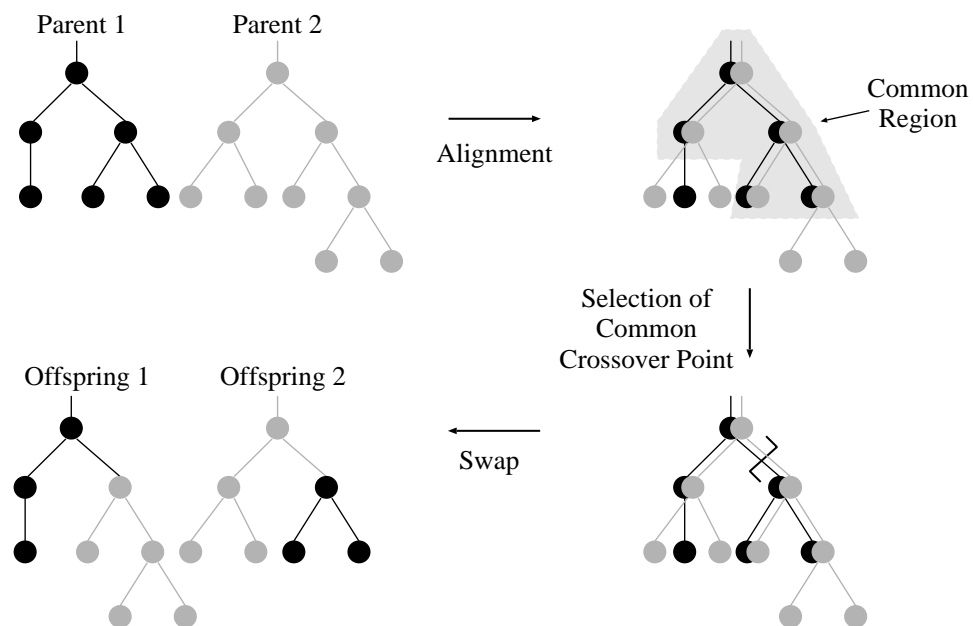 Parent 1
Parent 2
Alignment
Common
Region
Selection of
Common
Crossover Point
Swap
Offspring 1
Offspring 2